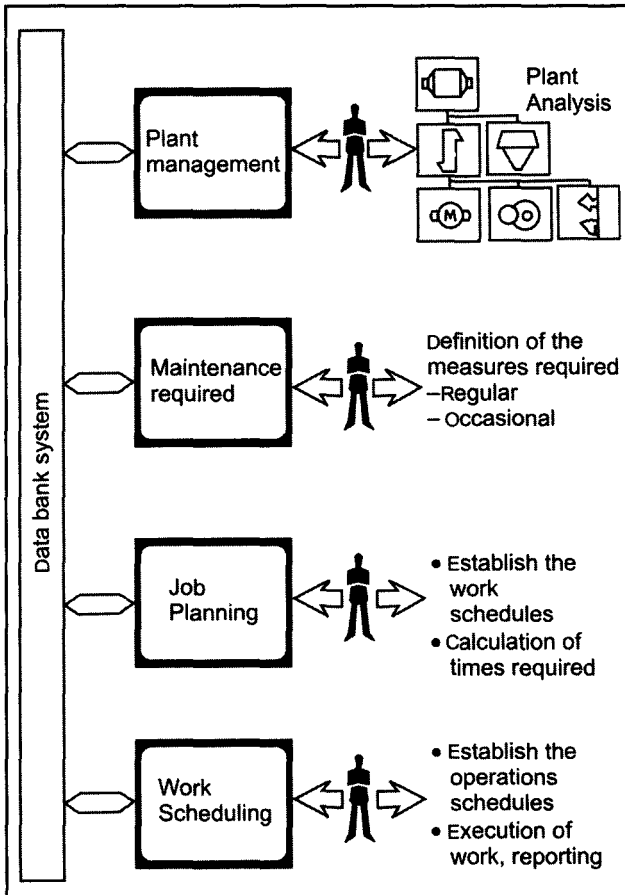 Data bank system
Plant
management
Plant
Analysis
M
Maintenance
required
Definition of the
measures required
–Regular
– Occasional
Job
Planning
• Establish the
work
schedules
• Calculation of
times required
Work
Scheduling
• Establish the
operations
schedules
• Execution of
work, reporting